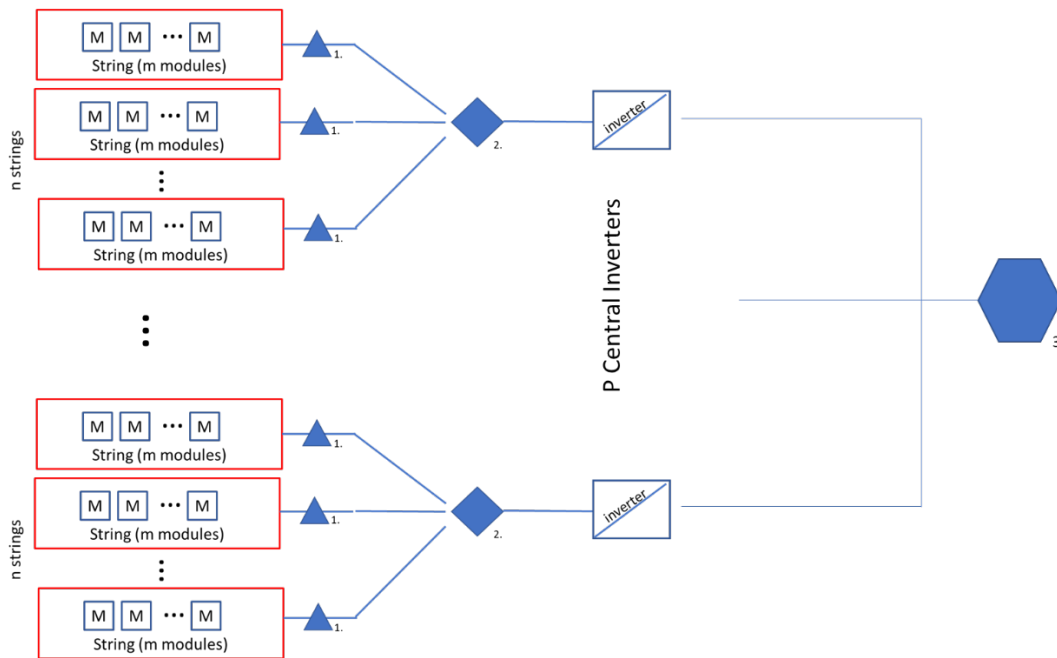 M M ••• M
String (m modules)
1.
M M ••• M
String (m modules)
1.
n strings
M M ••• M
String (m modules)
1.
2.
inverter
P Central Inverters
3
M M ••• M
String (m modules)
1.
M M ••• M
String (m modules)
1.
n strings
M M ••• M
String (m modules)
1.
2.
inverter